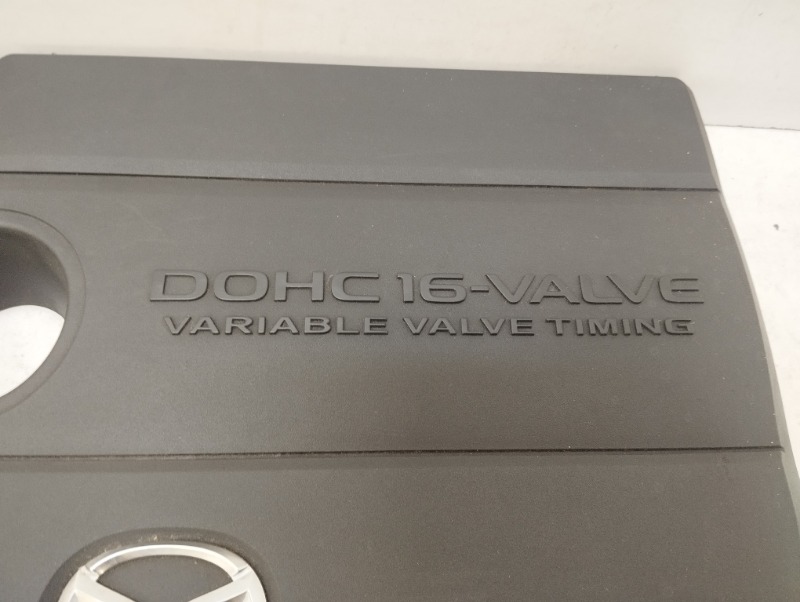 DOHC 16-VALVE
VARIABLE VALVE TIMING